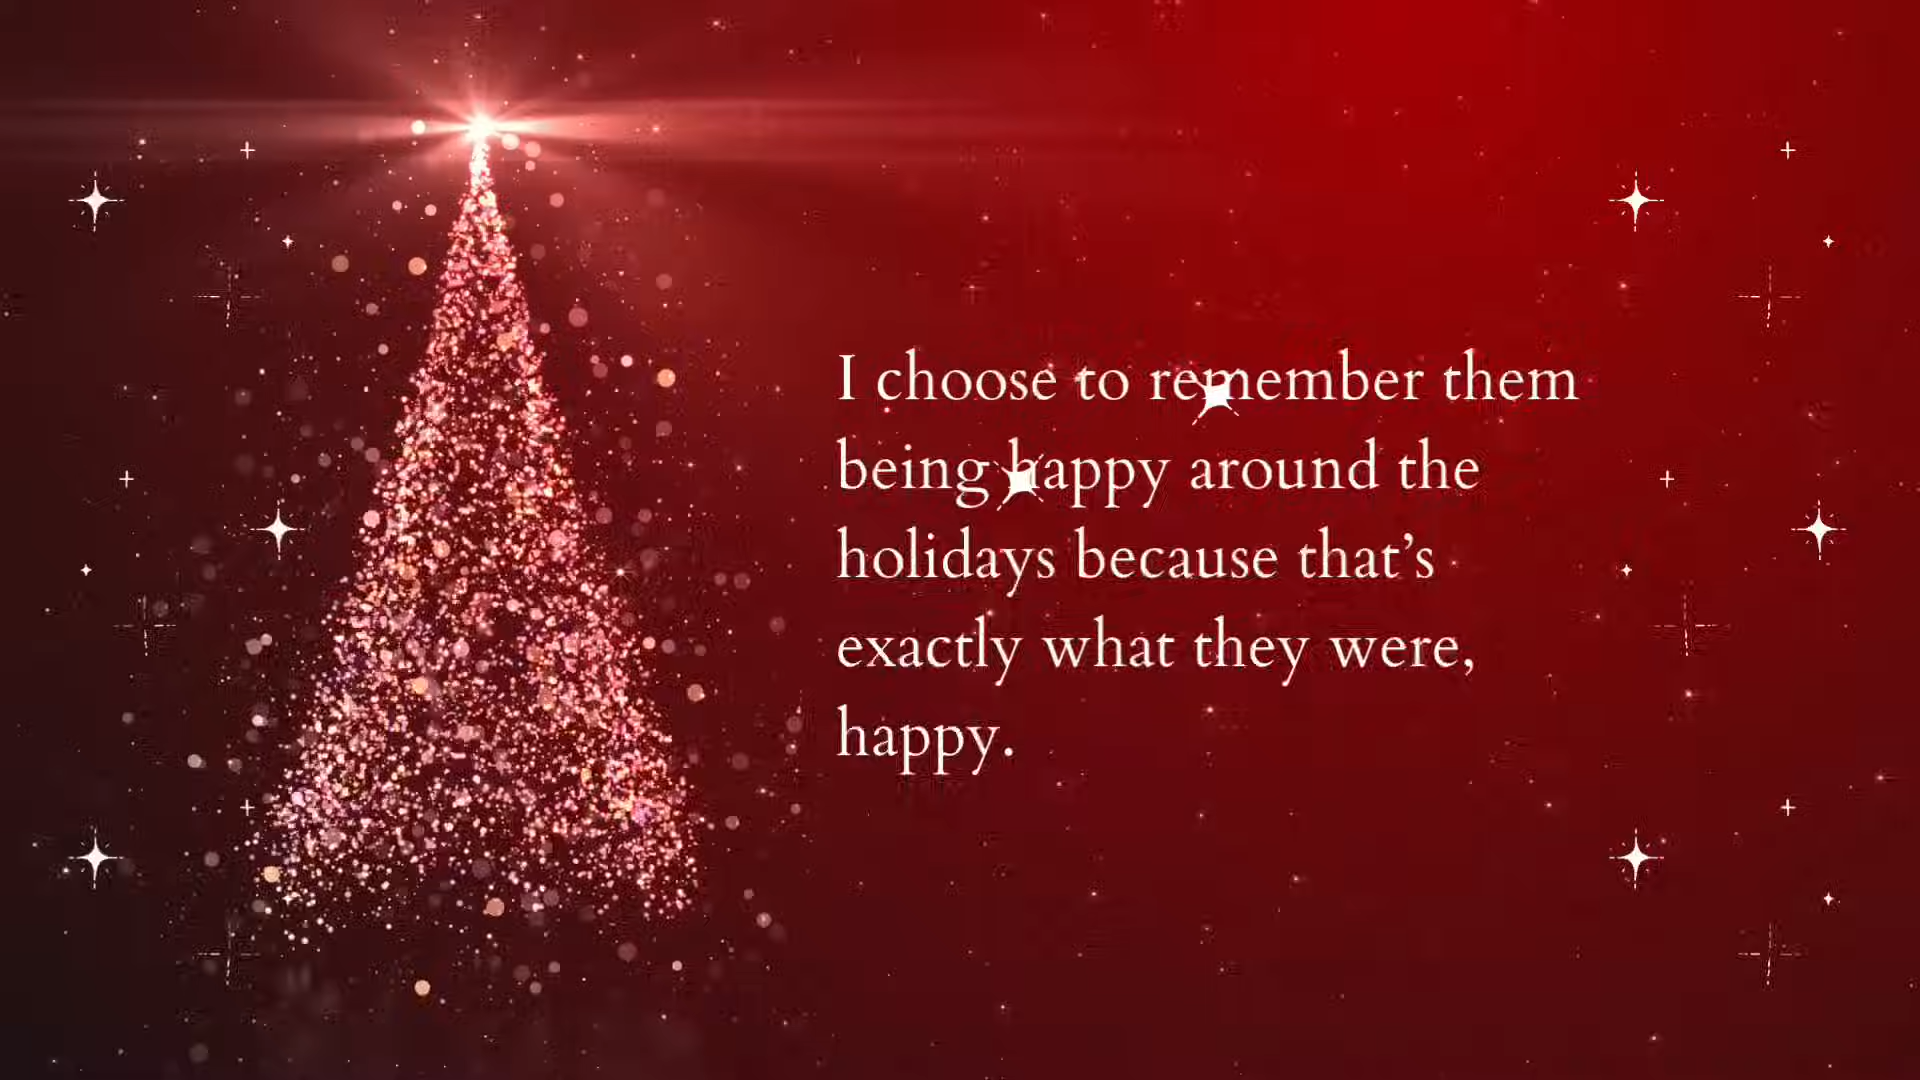 I choose to remember them
being happy around the
holidays because that’s
exactly what they were,
happy.